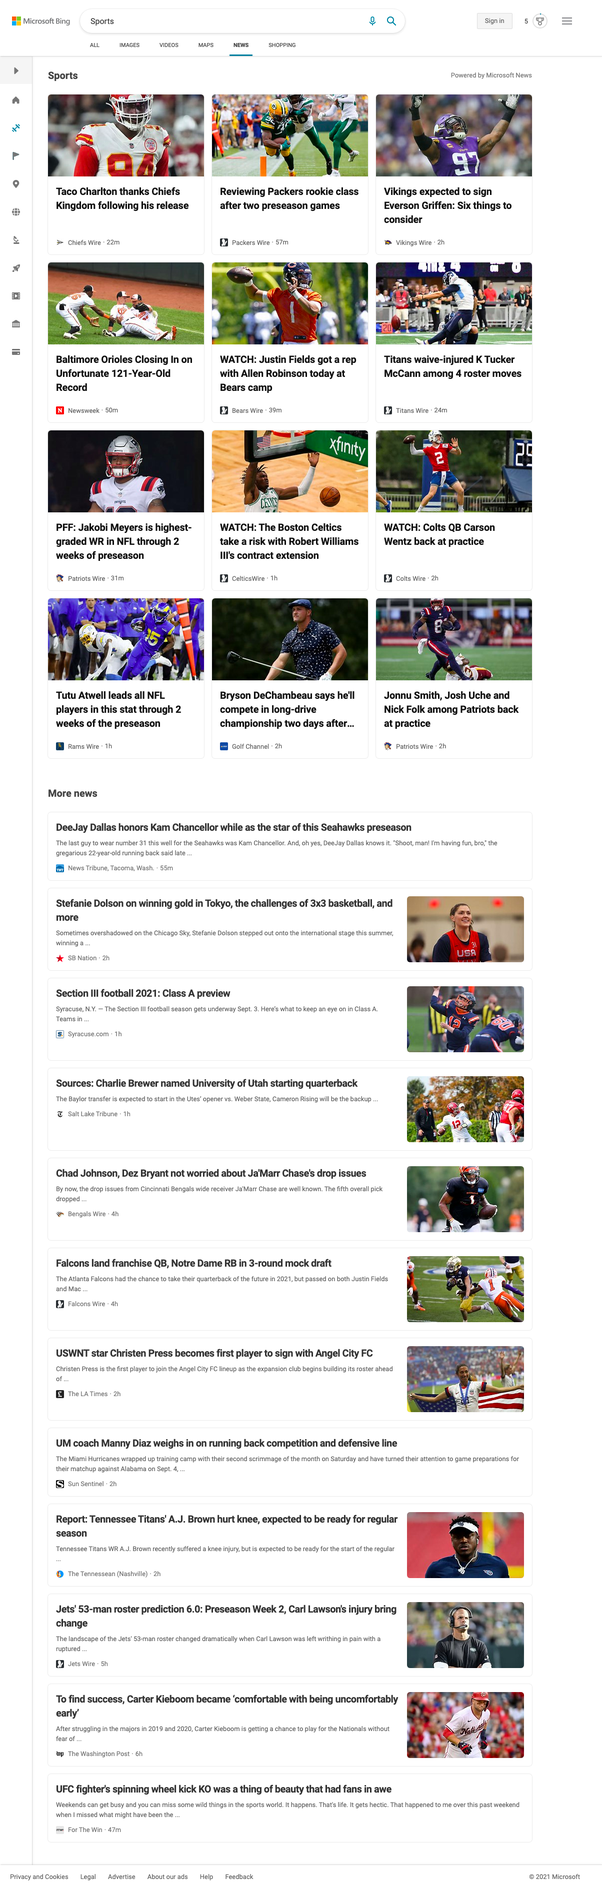 Microsoft Bing
Sports
Sign in
5
ALL IMAGES VIDEOS MAPS NEWS SHOPPING
Sports
Powered by Microsoft News
Taco Charlton thanks Chiefs
Kingdom following his release
Chiefs Wire · 22m
Reviewing Packers rookie class
after two preseason games
Packers Wire · 57m
97
Vikings expected to sign
Everson Griffen: Six things to
consider
Vikings Wire · 2h
Baltimore Orioles Closing In on
Unfortunate 121-Year-Old
Record
Newsweek · 50m
1
WATCH: Justin Fields got a rep
with Allen Robinson today at
Bears camp
Bears Wire · 39m
Titans waive-injured K Tucker
McCann among 4 roster moves
Titans Wire · 24m
PFF: Jakobi Meyers is highest-
graded WR in NFL through 2
weeks of preseason
Patriots Wire · 31m
xfinity
WATCH: The Boston Celtics
take a risk with Robert Williams
III's contract extension
CelticsWire · 1h
2
25
WATCH: Colts QB Carson
Wentz back at practice
Colts Wire · 2h
15
Tutu Atwell leads all NFL
players in this stat through 2
weeks of the preseason
Rams Wire · 1h
Bryson DeChambeau says he'll
compete in long-drive
championship two days after...
Golf Channel · 2h
8
Jonnu Smith, Josh Uche and
Nick Folk among Patriots back
at practice
Patriots Wire · 2h
More news
DeeJay Dallas honors Kam Chancellor while as the star of this Seahawks preseason
The last guy to wear number 31 this well for the Seahawks was Kam Chancellor. And, oh yes, DeeJay Dallas knows it. "Shoot, man! I'm having fun, bro," the
gregarious 22-year-old running back said late ...
News Tribune, Tacoma, Wash. · 55m
Stefanie Dolson on winning gold in Tokyo, the challenges of 3x3 basketball, and
more
Sometimes overshadowed on the Chicago Sky, Stefanie Dolson stepped out onto the international stage this summer,
winning a ...
SB Nation · 2h
USA
Section III football 2021: Class A preview
Syracuse, N.Y. — The Section III football season gets underway Sept. 3. Here's what to keep an eye on in Class A.
Teams in ...
Syracuse.com · 1h
12
Sources: Charlie Brewer named University of Utah starting quarterback
The Baylor transfer is expected to start in the Utes' opener vs. Weber State, Cameron Rising will be the backup ...
Salt Lake Tribune · 1h
12
Chad Johnson, Dez Bryant not worried about Ja'Marr Chase's drop issues
By now, the drop issues from Cincinnati Bengals wide receiver Ja'Marr Chase are well known. The fifth overall pick
dropped ...
Bengals Wire · 4h
1
Falcons land franchise QB, Notre Dame RB in 3-round mock draft
The Atlanta Falcons had the chance to take their quarterback of the future in 2021, but passed on both Justin Fields
and Mac ...
Falcons Wire · 4h
1
USWNT star Christen Press becomes first player to sign with Angel City FC
Christen Press is the first player to join the Angel City FC lineup as the expansion club begins building its roster ahead
of ...
The LA Times · 2h
UM coach Manny Diaz weighs in on running back competition and defensive line
The Miami Hurricanes wrapped up training camp with their second scrimmage of the month on Saturday and have turned their attention to game preparations for
their matchup against Alabama on Sept. 4, ...
Sun Sentinel · 2h
Report: Tennessee Titans' A.J. Brown hurt knee, expected to be ready for regular
season
Tennessee Titans WR A.J. Brown recently suffered a knee injury, but is expected to be ready for the start of the regular
...
The Tennessean (Nashville) · 2h
Jets' 53-man roster prediction 6.0: Preseason Week 2, Carl Lawson's injury bring
change
The landscape of the Jets' 53-man roster changed dramatically when Carl Lawson was left writhing in pain with a
ruptured ...
Jets Wire · 5h
To find success, Carter Kieboom became 'comfortable with being uncomfortably
early'
After struggling in the majors in 2019 and 2020, Carter Kieboom is getting a chance to play for the Nationals without
fear of ...
The Washington Post · 6h
UFC fighter's spinning wheel kick KO was a thing of beauty that had fans in awe
Weekends can get busy and you can miss some wild things in the sports world. It happens. That's life. It gets hectic. That happened to me over this past weekend
when I missed what might have been the ...
For The Win · 47m
Privacy and Cookies Legal Advertise About our ads Help Feedback
© 2021 Microsoft